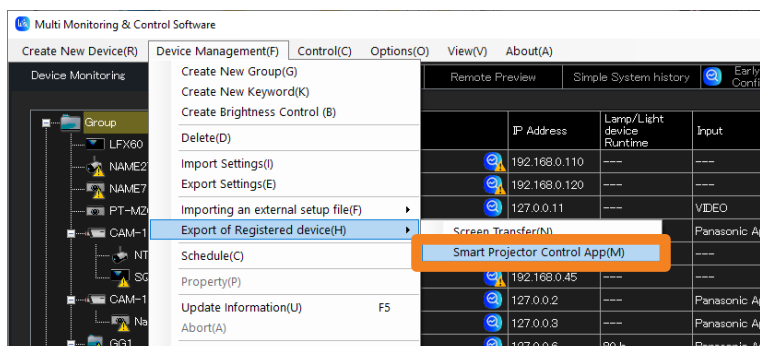 Multi Monitoring & Control Software
Create New Device(R) Device Management(F) Control(C) Options(O) View(V) About(A)
Device Monitoring
Create New Group(G)
Create New Keyword(K)
Create Brightness Control (B)
Delete(D)
Import Settings(I)
Export Settings(E)
Importing an external setup file(F)
Export of Registered device(H)
Schedule(C)
Property(P)
Update Information(U) F5
Abort(A)
Screen Transfer(N)
Smart Projector Control App(M)
Remote Preview Simple System history Early
Group
LFX60
NAME2
NAME7
CAM-1
NT
CAM-1
Na
GG1
IP Address Lamp/Light device Runtime Input
192.168.0.110 --- ---
192.168.0.120 --- ---
127.0.0.11 --- VIDEO
Panasonic A
---
192.168.0.45 --- ---
127.0.0.2 --- Panasonic A
127.0.0.3 --- Panasonic A